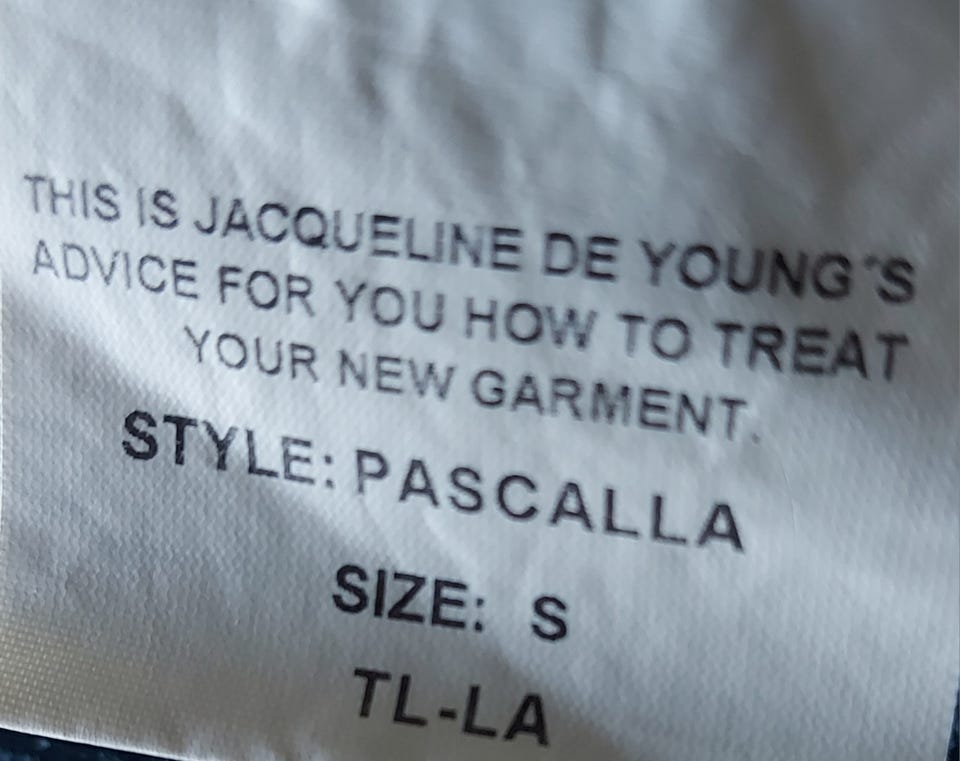 THIS IS JACQUELINE DE YOUNG´S
ADVICE FOR YOU HOW TO TREAT
YOUR NEW GARMENT.
STYLE: PASCALLA
SIZE: S
TL-LA